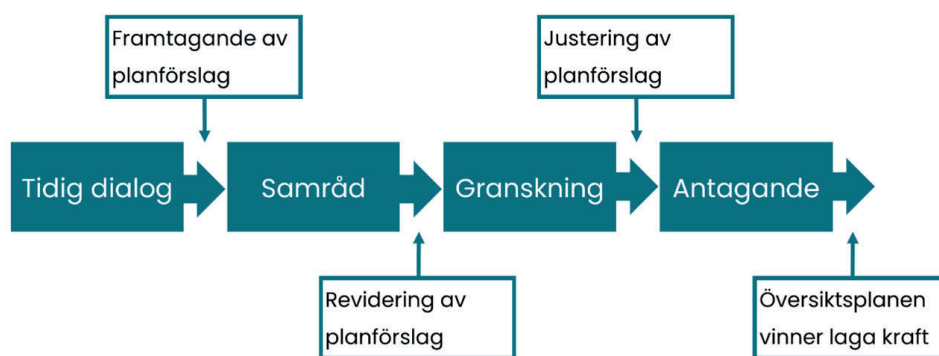 Framtagande av
planförslag
Justering av
planförslag
Tidig dialog
Samråd
Granskning
Antagande
Revidering av
planförslag
Översiktsplanen
vinner laga kraft